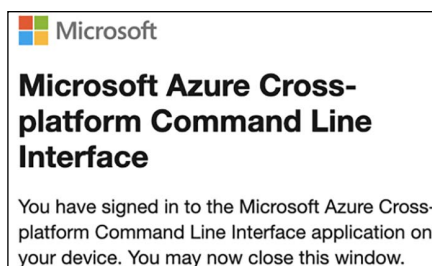 Microsoft
Microsoft Azure Cross-
platform Command Line
Interface
You have signed in to the Microsoft Azure Cross-
platform Command Line Interface application on
your device. You may now close this window.